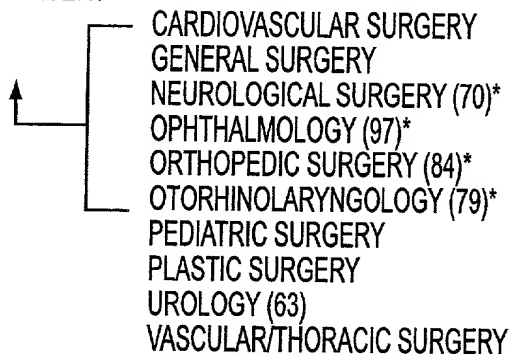 CARDIOVASCULAR SURGERY
GENERAL SURGERY
NEUROLOGICAL SURGERY (70)*
OPHTHALMOLOGY (97)*
ORTHOPEDIC SURGERY (84)*
OTORHINOLARYNGOLOGY (79)*
PEDIATRIC SURGERY
PLASTIC SURGERY
UROLOGY (63)
VASCULAR/THORACIC SURGERY